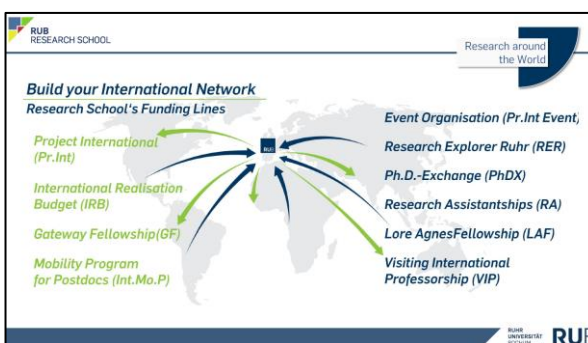 RUB
RESEARCH SCHOOL
Research around
the World
Build your International Network
Research School's Funding Lines
Project International
(Pr.Int)
International Realisation
Budget (IRB)
Gateway Fellowship(GF)
Mobility Program
for Postdocs (Int.Mo.P)
RUB
Event Organisation (Pr.Int Event)
Research Explorer Ruhr (RER)
Ph.D.-Exchange (PhDX)
Research Assistantships (RA)
Lore AgnesFellowship (LAF)
Visiting International
Professorship (VIP)
RUHR
UNIVERSITÄT
BOCHUM
RUB